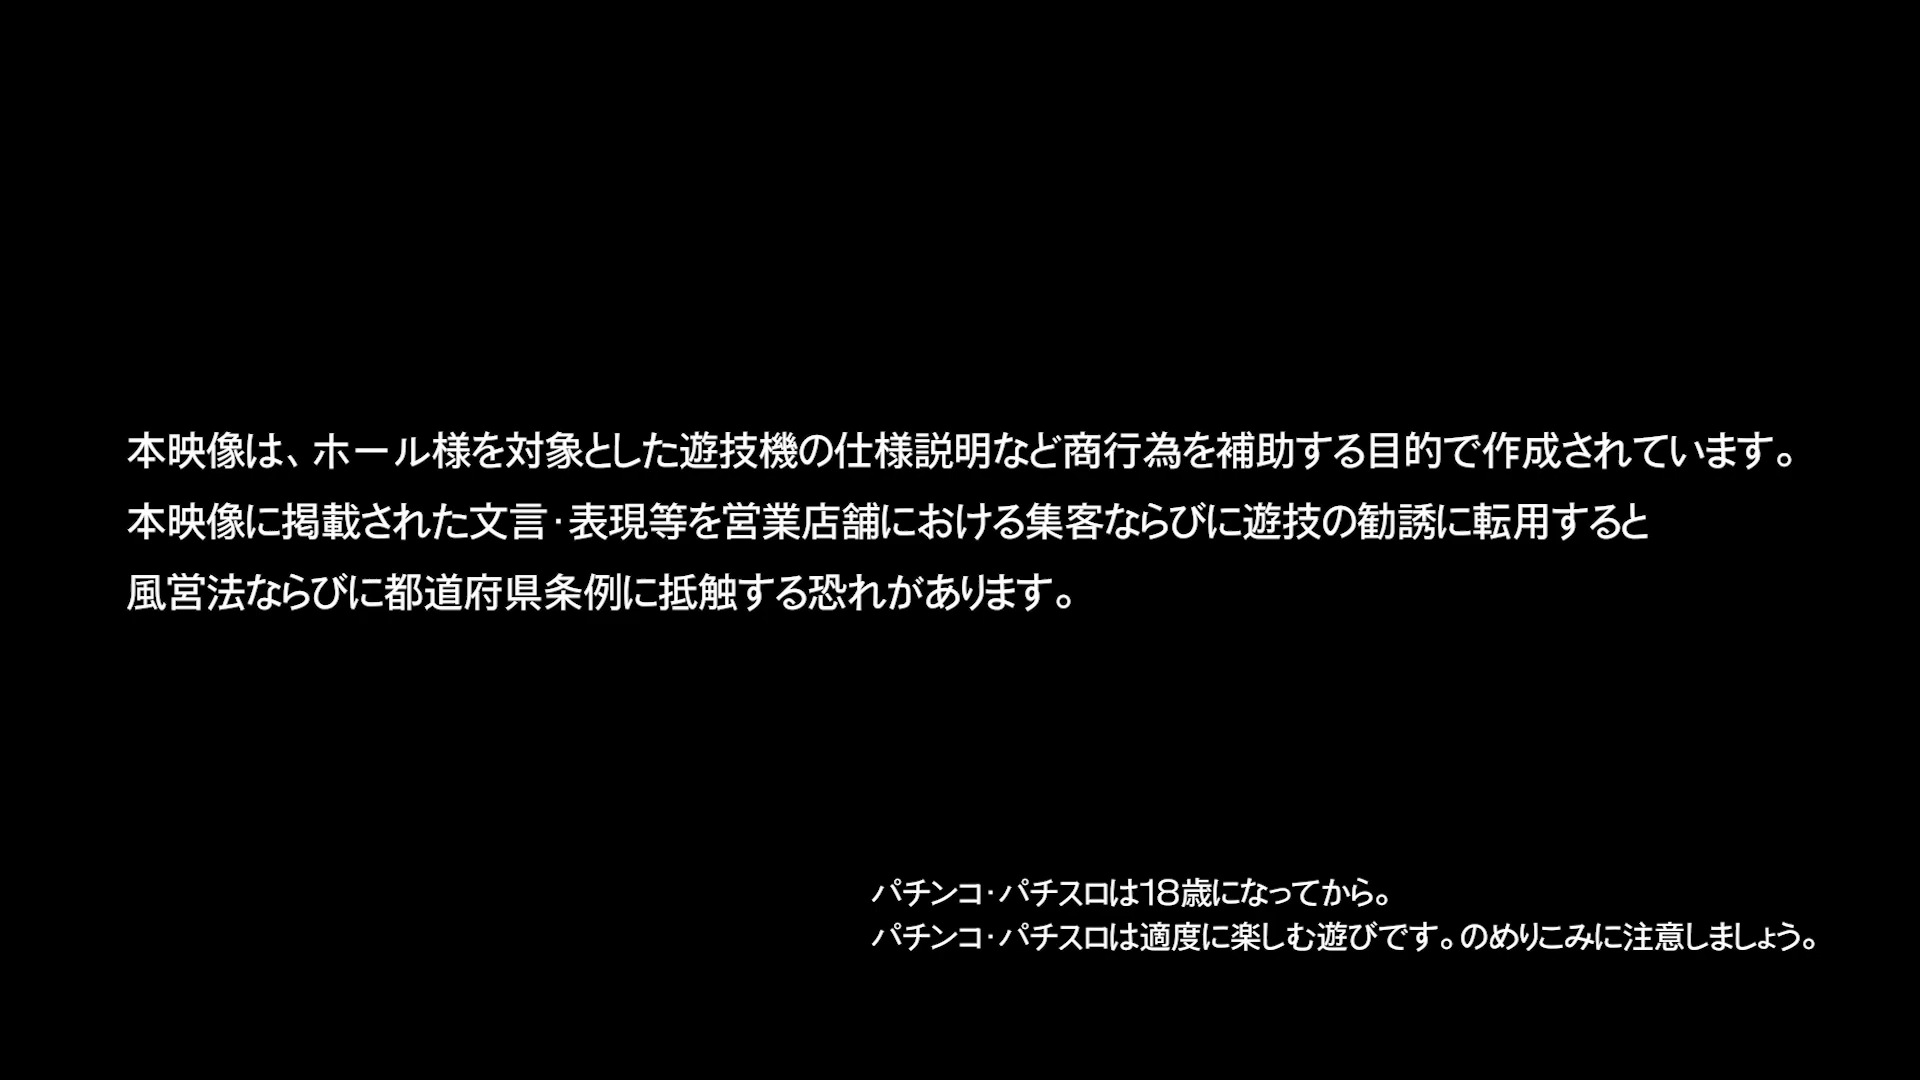 本映像は、ホール様を対象とした遊技機の仕様説明など商行為を補助する目的で作成されています。
本映像に掲載された文言･表現等を営業店舗における集客ならびに遊技の勧誘に転用すると
風営法ならびに都道府県条例に抵触する恐れがあります。
パチンコ･パチスロは18歳になってから。
パチンコ･パチスロは適度に楽しむ遊びです。のめりこみに注意しましょう。